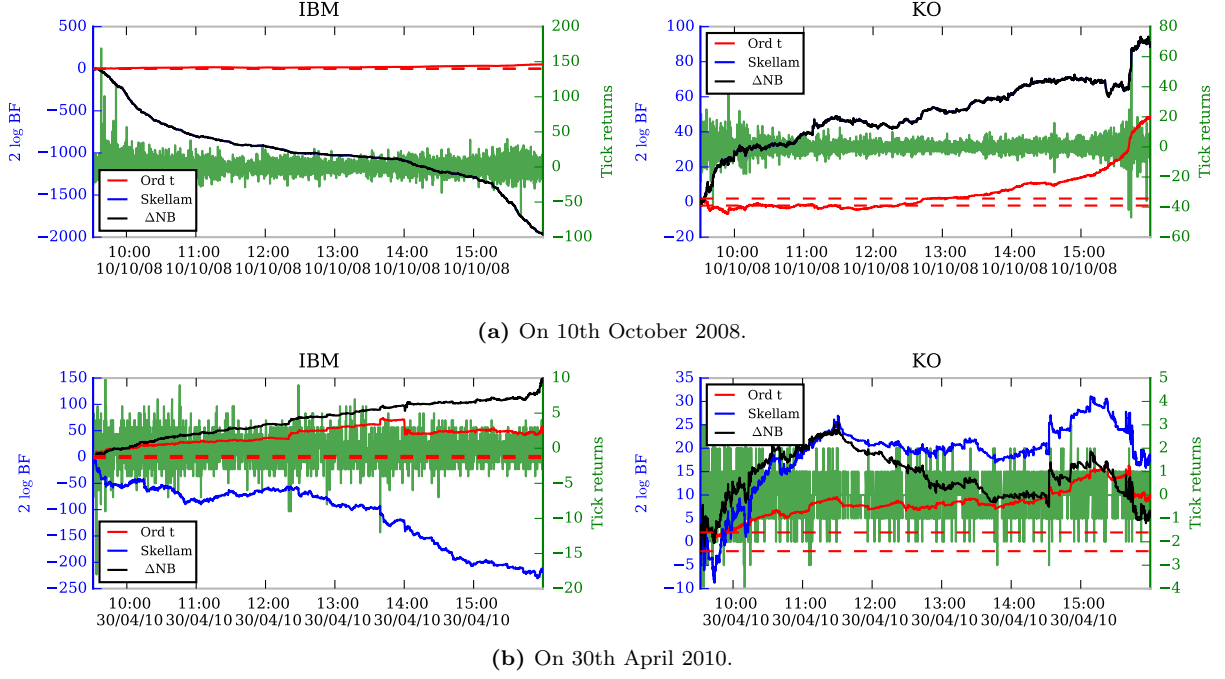 IBM
500
0
−500
−1000
−1500
−2000
2 log BF
200
150
100
50
0
−50
−100
Tick returns
Ord t
Skellam
ΔNB
10:00 11:00 12:00 13:00 14:00 15:00
10/10/08 10/10/08 10/10/08 10/10/08 10/10/08 10/10/08
KO
100
80
60
40
20
0
−20
2 log BF
80
60
40
20
0
−20
−40
−60
Tick returns
Ord t
Skellam
ΔNB
10:00 11:00 12:00 13:00 14:00 15:00
10/10/08 10/10/08 10/10/08 10/10/08 10/10/08 10/10/08
(a) On 10th October 2008.
IBM
150
100
50
0
−50
−100
−150
−200
−250
2 log BF
10
5
0
−5
−10
−15
−20
Tick returns
Ord t
Skellam
ΔNB
10:00 11:00 12:00 13:00 14:00 15:00
30/04/10 30/04/10 30/04/10 30/04/10 30/04/10 30/04/10
KO
35
30
25
20
15
10
5
0
−5
−10
2 log BF
5
4
3
2
1
0
−1
−2
−3
−4
Tick returns
Ord t
Skellam
ΔNB
10:00 11:00 12:00 13:00 14:00 15:00
30/04/10 30/04/10 30/04/10 30/04/10 30/04/10 30/04/10
(b) On 30th April 2010.